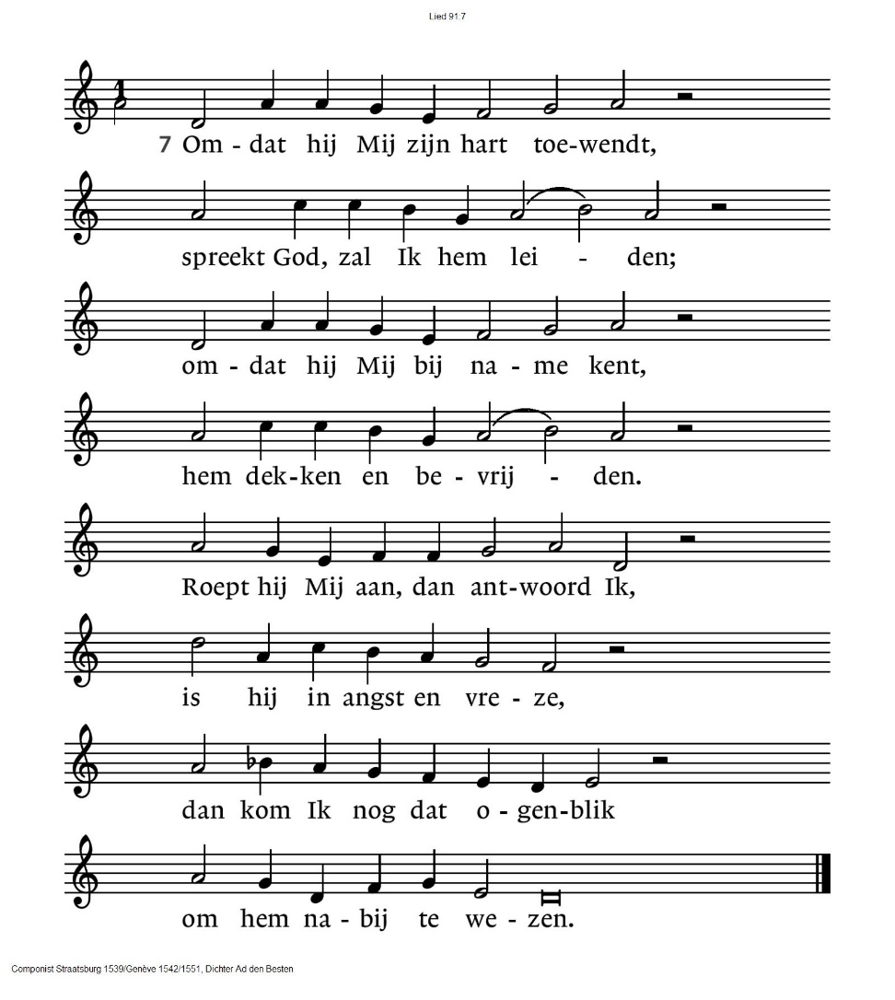 Lied 91:7
1
7 Om - dat hij Mij zijn hart toe-wendt,
spreekt God, zal Ik hem lei - den;
om - dat hij Mij bij na - me kent,
hem dek-ken en be - vrij - den.
Roept hij Mij aan, dan ant-woord Ik,
is hij in angst en vre - ze,
dan kom Ik nog dat o - gen-blik
om hem na - bij te we - zen.
Componist Straatsburg 1539/Genève 1542/1551, Dichter Ad den Besten